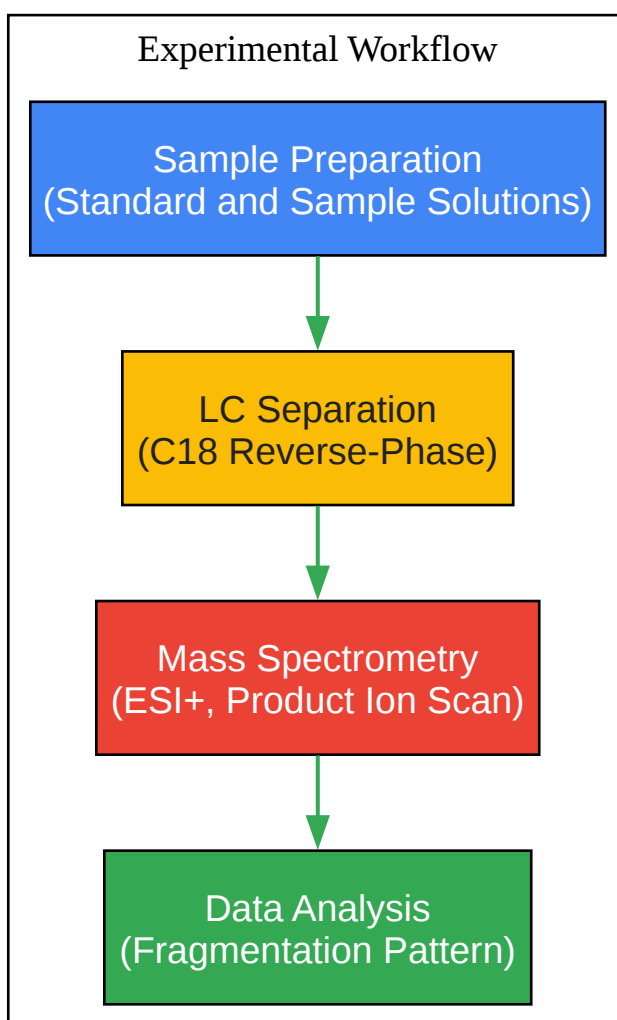 Experimental Workflow
Sample Preparation
(Standard and Sample Solutions)
LC Separation
(C18 Reverse-Phase)
Mass Spectrometry
(ESI+, Product Ion Scan)
Data Analysis
(Fragmentation Pattern)